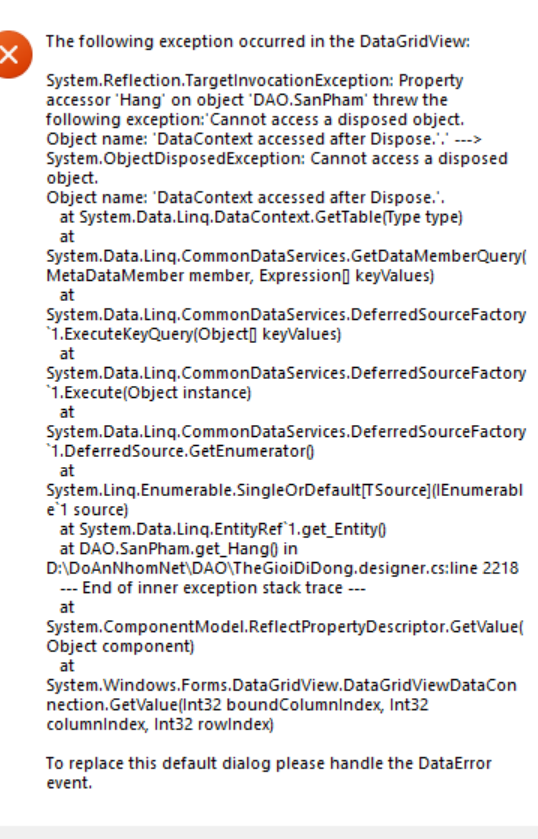 The following exception occurred in the DataGridView:
System.Reflection.TargetInvocationException: Property
accessor 'Hang' on object 'DAO.SanPham' threw the
following exception:'Cannot access a disposed object.
Object name: 'DataContext accessed after Dispose.'.' --->
System.ObjectDisposedException: Cannot access a disposed
object.
Object name: 'DataContext accessed after Dispose.'.
at System.Data.Linq.DataContext.GetTable(Type type)
at
System.Data.Linq.CommonDataServices.GetDataMemberQuery(
MetaDataMember member, Expression[] keyValues)
at
System.Data.Linq.CommonDataServices.DeferredSourceFactory
`1.ExecuteKeyQuery(Object[] keyValues)
at
System.Data.Linq.CommonDataServices.DeferredSourceFactory
`1.Execute(Object instance)
at
System.Data.Linq.CommonDataServices.DeferredSourceFactory
`1.DeferredSource.GetEnumerator()
at
System.Linq.Enumerable.SingleOrDefault[TSource](IEnumerabl
e`1 source)
at System.Data.Linq.EntityRef`1.get_Entity()
at DAO.SanPham.get_Hang() in
D:\DoAnNhomNet\DAO\TheGioiDiDong.designer.cs:line 2218
--- End of inner exception stack trace ---
at
System.ComponentModel.ReflectPropertyDescriptor.GetValue(
Object component)
at
System.Windows.Forms.DataGridView.DataGridViewDataCon
nection.GetValue(Int32 boundColumnIndex, Int32
columnIndex, Int32 rowIndex)
To replace this default dialog please handle the DataError
event.